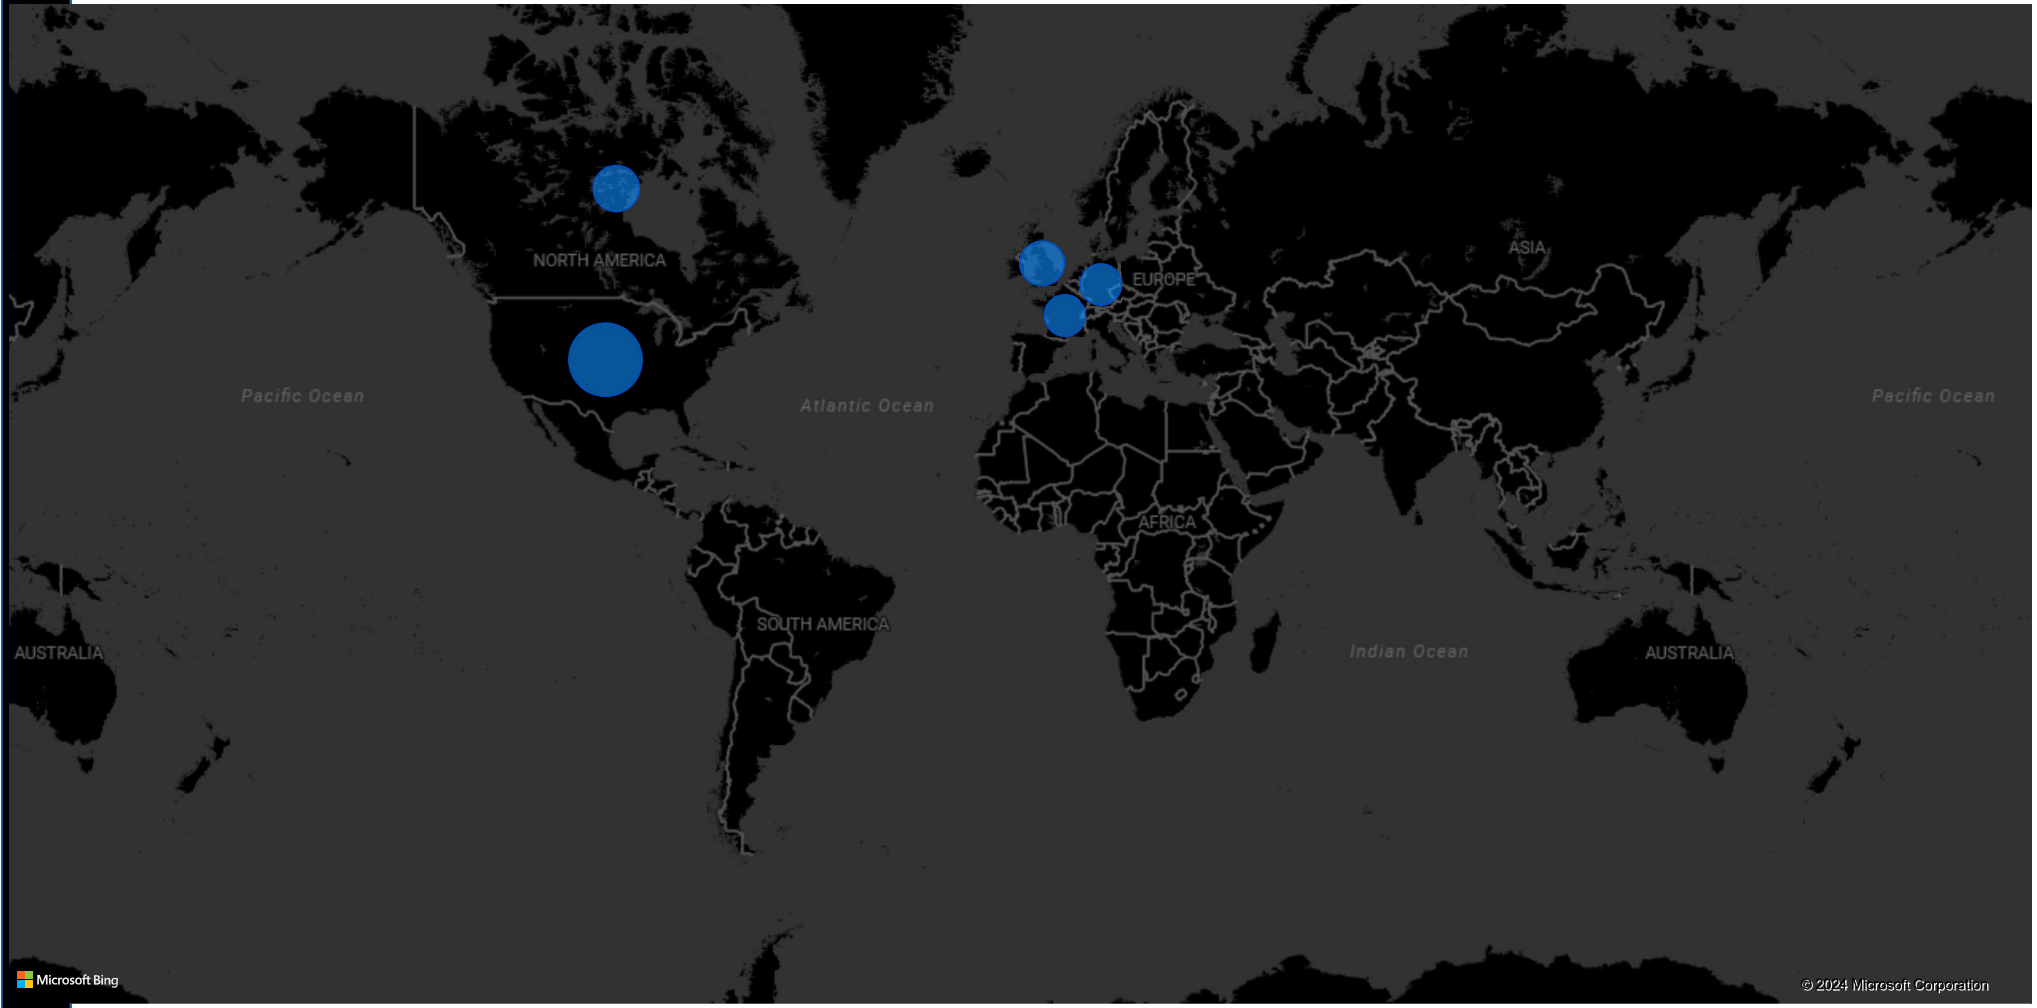 NORTH AMERICA
ASIA
EUROPE
Pacific Ocean
Atlantic Ocean
Pacific Ocean
AFRICA
SOUTH AMERICA
AUSTRALIA
Indian Ocean
AUSTRALIA
Microsoft Bing
© 2024 Microsoft Corporation